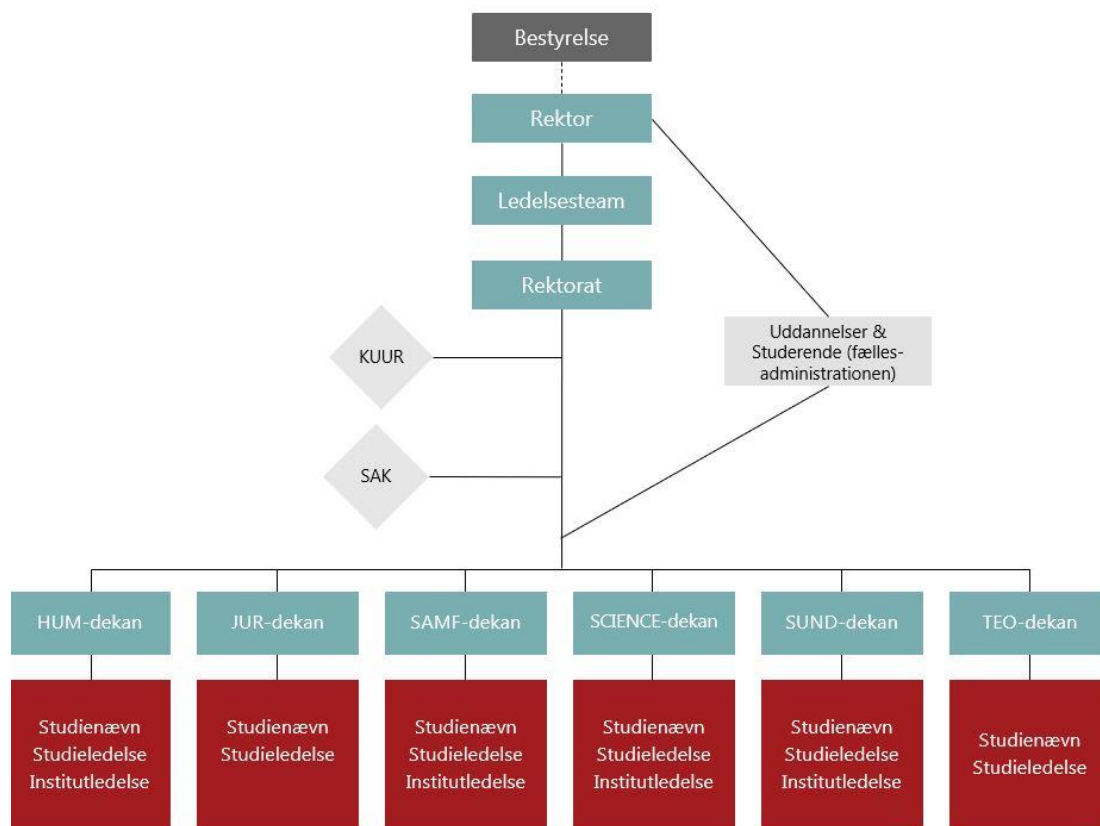 Bestyrelse
Rektor
Ledelsesteam
Rektorat
KUUR
Uddannelser &
Studerende (fælles-
administrationen)
SAK
HUM-dekan
JUR-dekan
SAMF-dekan
SCIENCE-dekan
SUND-dekan
TEO-dekan
Studienævn
Studieledelse
Institutledelse
Studienævn
Studieledelse
Studienævn
Studieledelse
Institutledelse
Studienævn
Studieledelse
Institutledelse
Studienævn
Studieledelse
Institutledelse
Studienævn
Studieledelse